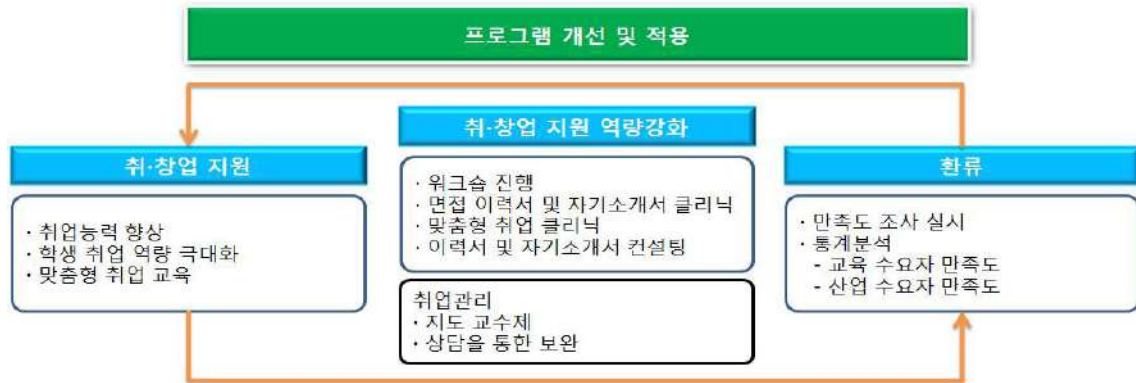 프로그램 개선 및 적용
취·창업 지원
· 취업능력 향상
· 학생 취업 역량 극대화
· 맞춤형 취업 교육
취·창업 지원 역량강화
· 워크숍 진행
· 면접 이력서 및 자기소개서 클리닉
· 맞춤형 취업 클리닉
· 이력서 및 자기소개서 컨설팅
취업관리
· 지도 교수제
· 상담을 통한 보완
환류
· 만족도 조사 실시
· 통계분석
- 교육 수요자 만족도
- 산업 수요자 만족도